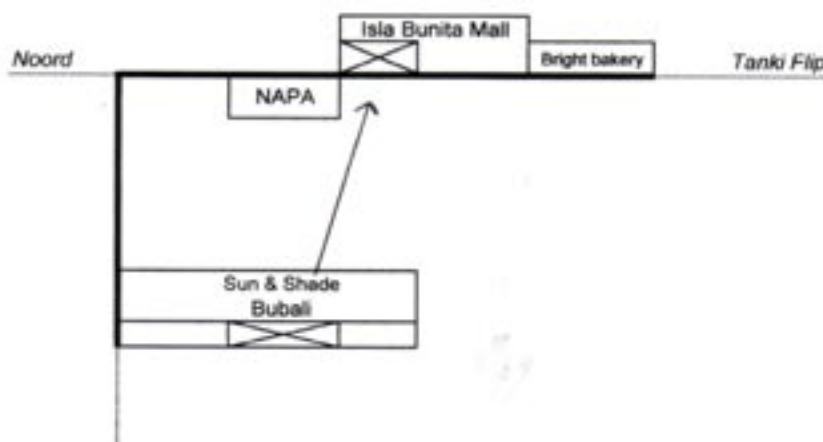 Isla Bunita Mall
Noord
Bright bakery
Tanki Flip
NAPA
Sun & Shade
Bubali